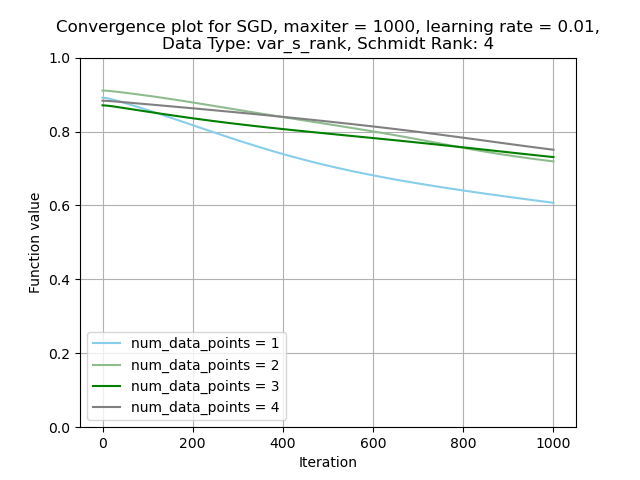 Convergence plot for SGD, maxiter = 1000, learning rate = 0.01,
Data Type: var_s_rank, Schmidt Rank: 4
1.0
0.8
0.6
0.4
0.2
0.0
Function value
num_data_points = 1
num_data_points = 2
num_data_points = 3
num_data_points = 4
0 200 400 600 800 1000
Iteration